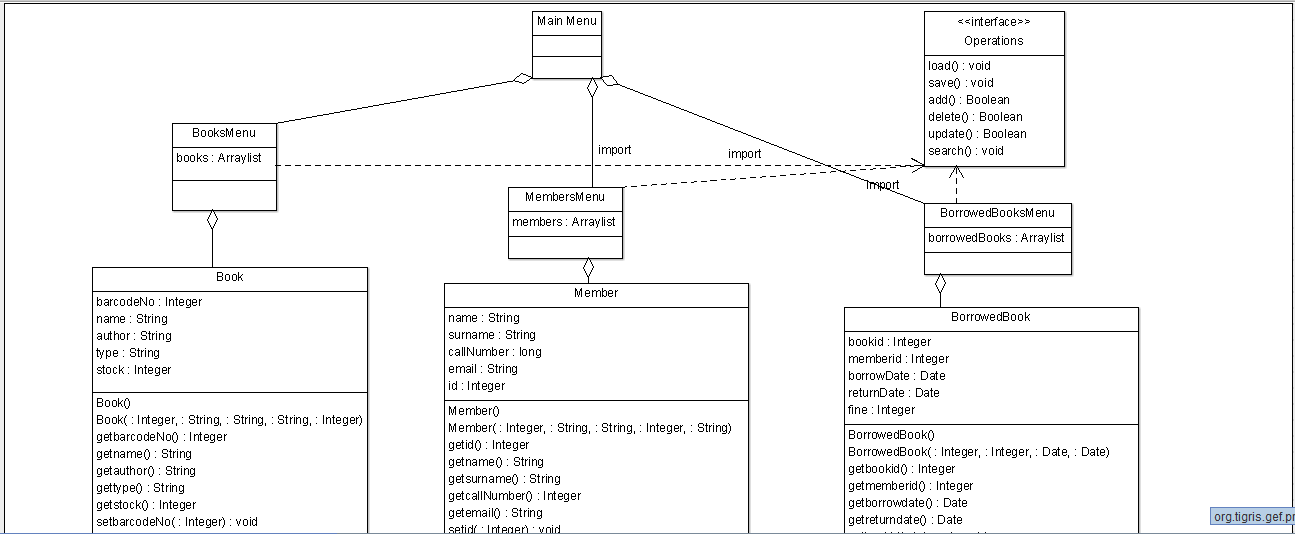 Main Menu
<<interface>>
Operations
load() : void
save() : void
add() : Boolean
delete() : Boolean
update() : Boolean
search() : void
BooksMenu
books : Arraylist
import
import
import
MembersMenu
members : Arraylist
BorrowedBooksMenu
borrowedBooks : Arraylist
Book
barcodeNo : Integer
name : String
author : String
type : String
stock : Integer
Book()
Book( : Integer, : String, : String, : String, : Integer)
getbarcodeNo() : Integer
getname() : String
getauthor() : String
gettype() : String
getstock() : Integer
setbarcodeNo( : Integer) : void
Member
name : String
surname : String
callNumber : long
email : String
id : Integer
Member()
Member( : Integer, : String, : String, : Integer, : String)
getid() : Integer
getname() : String
getsurname() : String
getcallNumber() : Integer
getemail() : String
setid( : Integer) : void
BorrowedBook
bookid : Integer
memberid : Integer
borrowDate : Date
returnDate : Date
fine : Integer
BorrowedBook()
BorrowedBook( : Integer, : Integer, : Date, : Date)
getbookid() : Integer
getmemberid() : Integer
getborrowdate() : Date
getreturndate() : Date
org.tigris.gef.pr